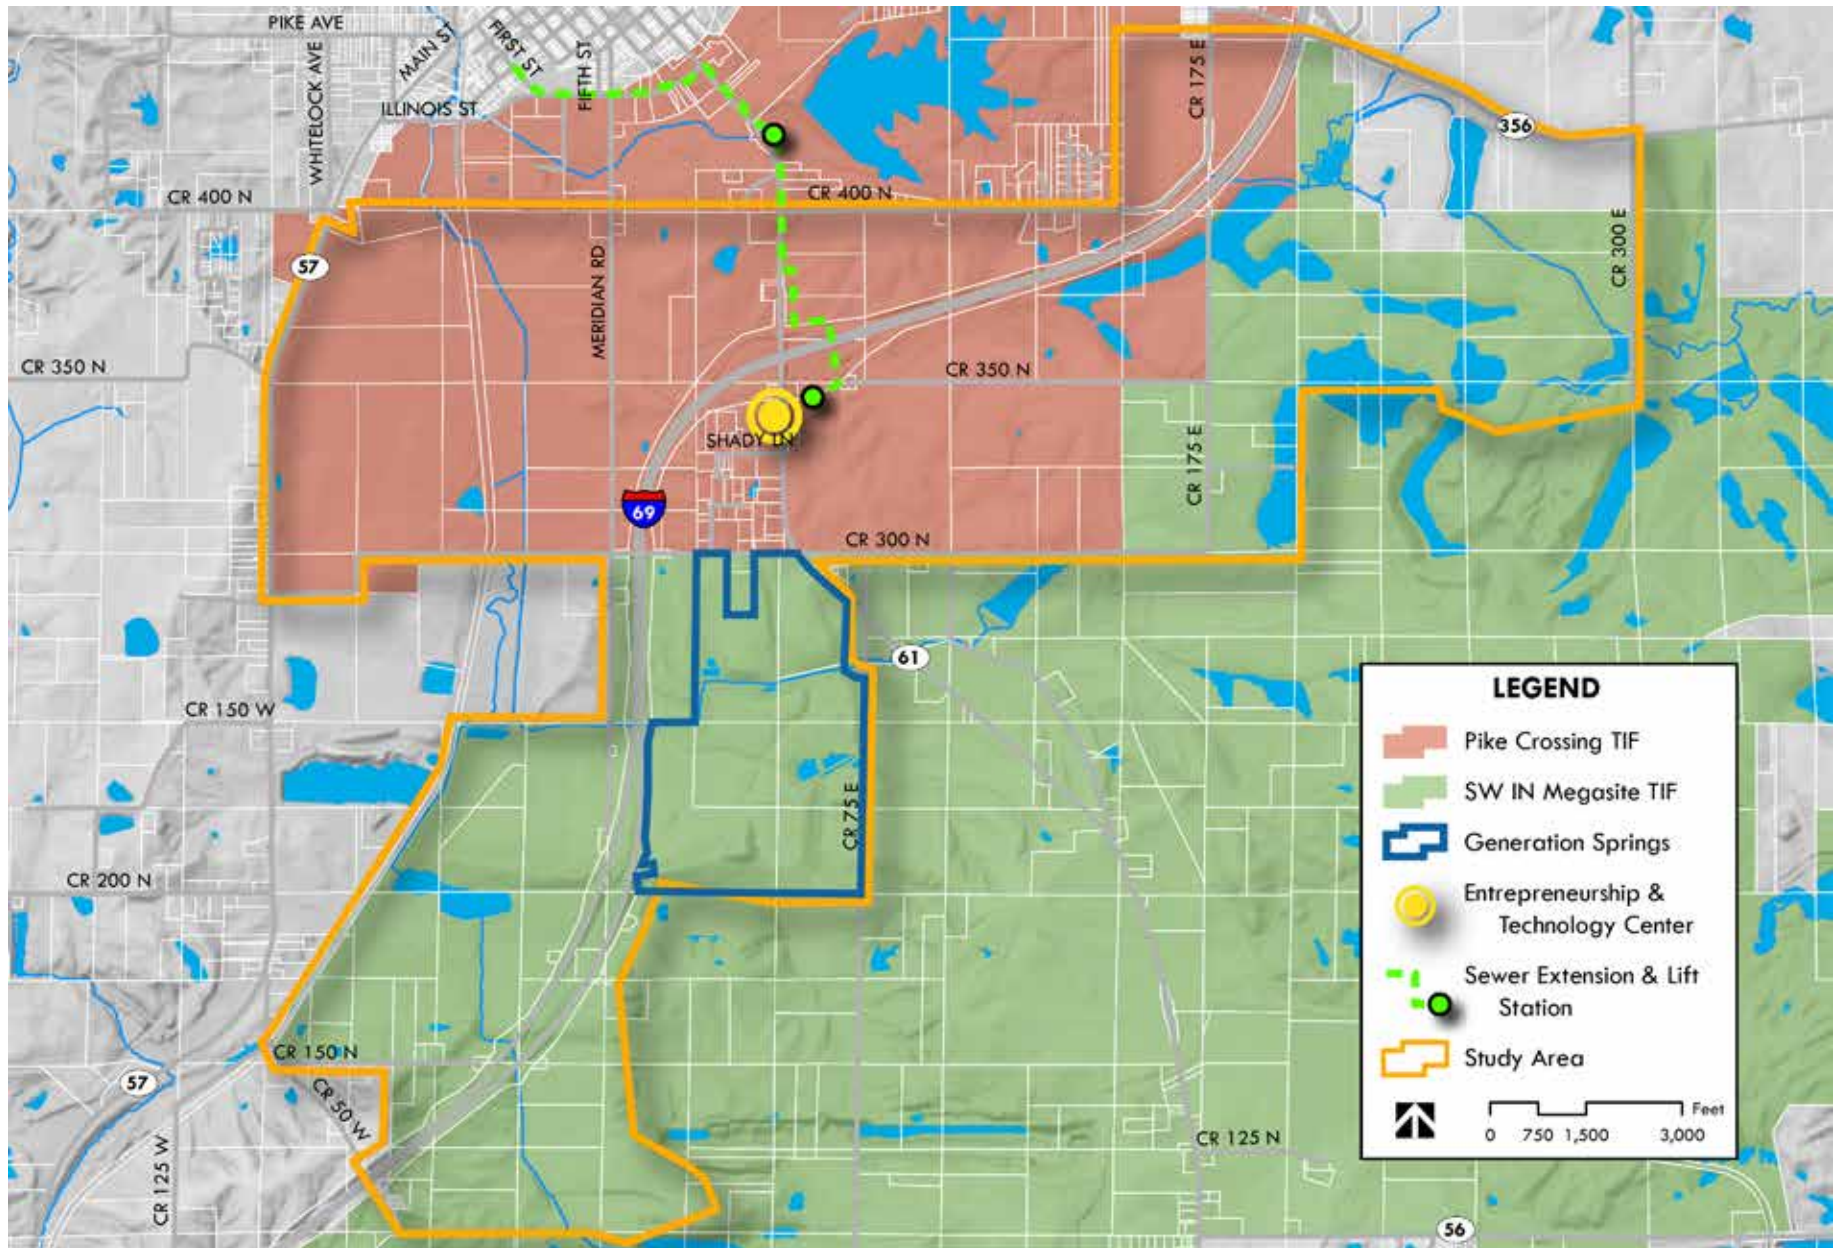 PIKE AVE
WHITELOCK AVE
MAIN ST
FIRST ST
FIFTH ST
ILLINOIS ST
CR 175 E
356
CR 400 N
CR 400 N
57
MERIDIAN RD
CR 300 E
CR 350 N
CR 350 N
SHADY LN
CR 175 E
69
CR 300 N
61
CR 150 W
CR 75 E
CR 200 N
CR 150 N
57
CR 50 W
CR 125 W
CR 125 N
56
LEGEND
Pike Crossing TIF
SW IN Megasite TIF
Generation Springs
Entrepreneurship &
Technology Center
Sewer Extension & Lift
Station
Study Area
Feet
0 750 1,500 3,000